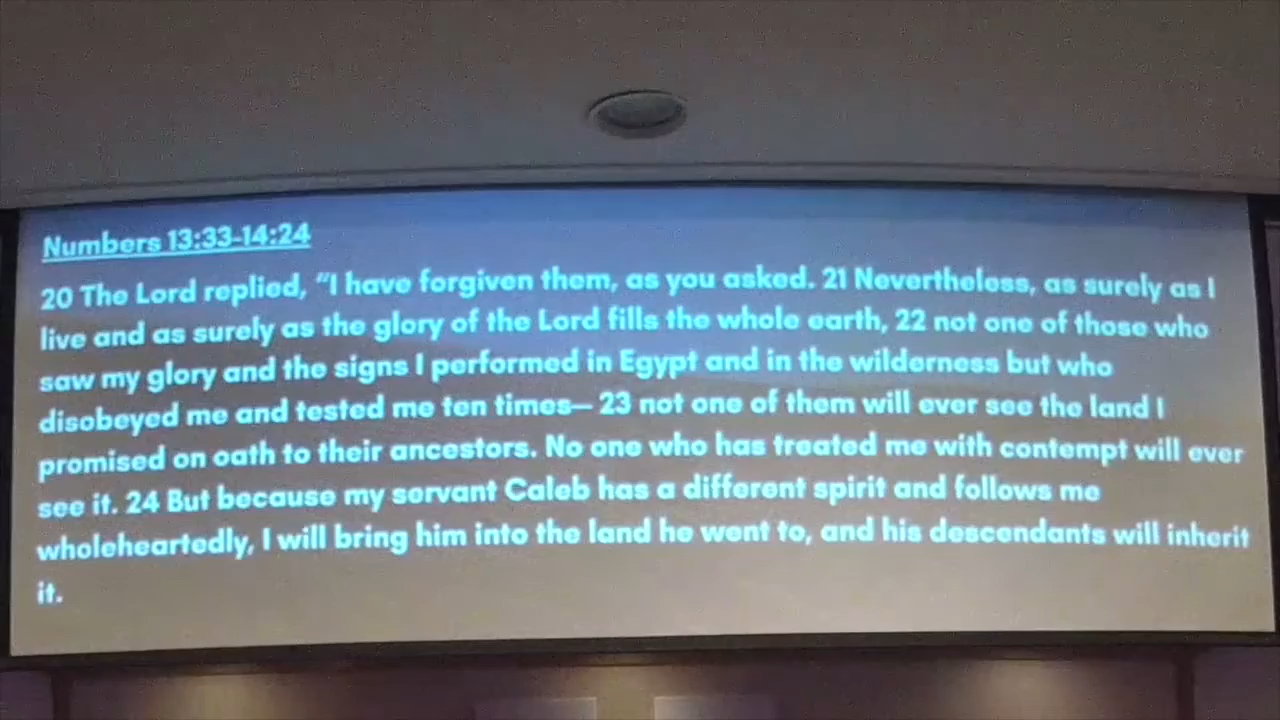 Numbers 13:33-14:24
20 The Lord replied, “I have forgiven them, as you asked. 21 Nevertheless, as surely as I
live and as surely as the glory of the Lord fills the whole earth, 22 not one of those who
saw my glory and the signs I performed in Egypt and in the wilderness but who
disobeyed me and tested me ten times— 23 not one of them will ever see the land I
promised on oath to their ancestors. No one who has treated me with contempt will ever
see it. 24 But because my servant Caleb has a different spirit and follows me
wholeheartedly, I will bring him into the land he went to, and his descendants will inherit
it.